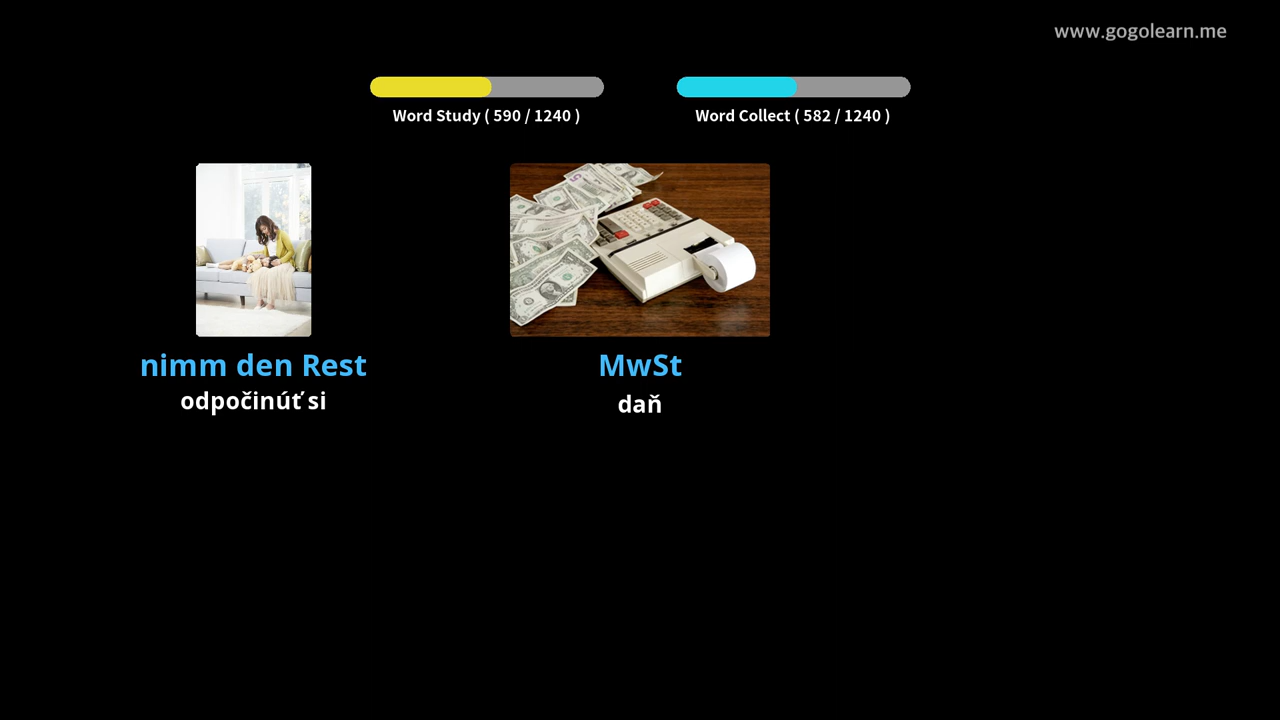 www.gogolearn.me
Word Study ( 590 / 1240 )
Word Collect ( 582 / 1240 )
nimm den Rest
odpočinúť si
MwSt
daň